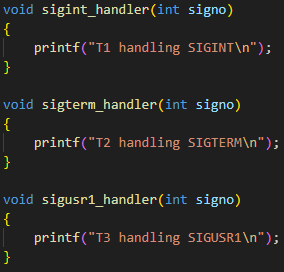 void sigint_handler(int signo)
{
    printf("T1 handling SIGINT\n");
}

void sigterm_handler(int signo)
{
    printf("T2 handling SIGTERM\n");
}

void sigusr1_handler(int signo)
{
    printf("T3 handling SIGUSR1\n");
}